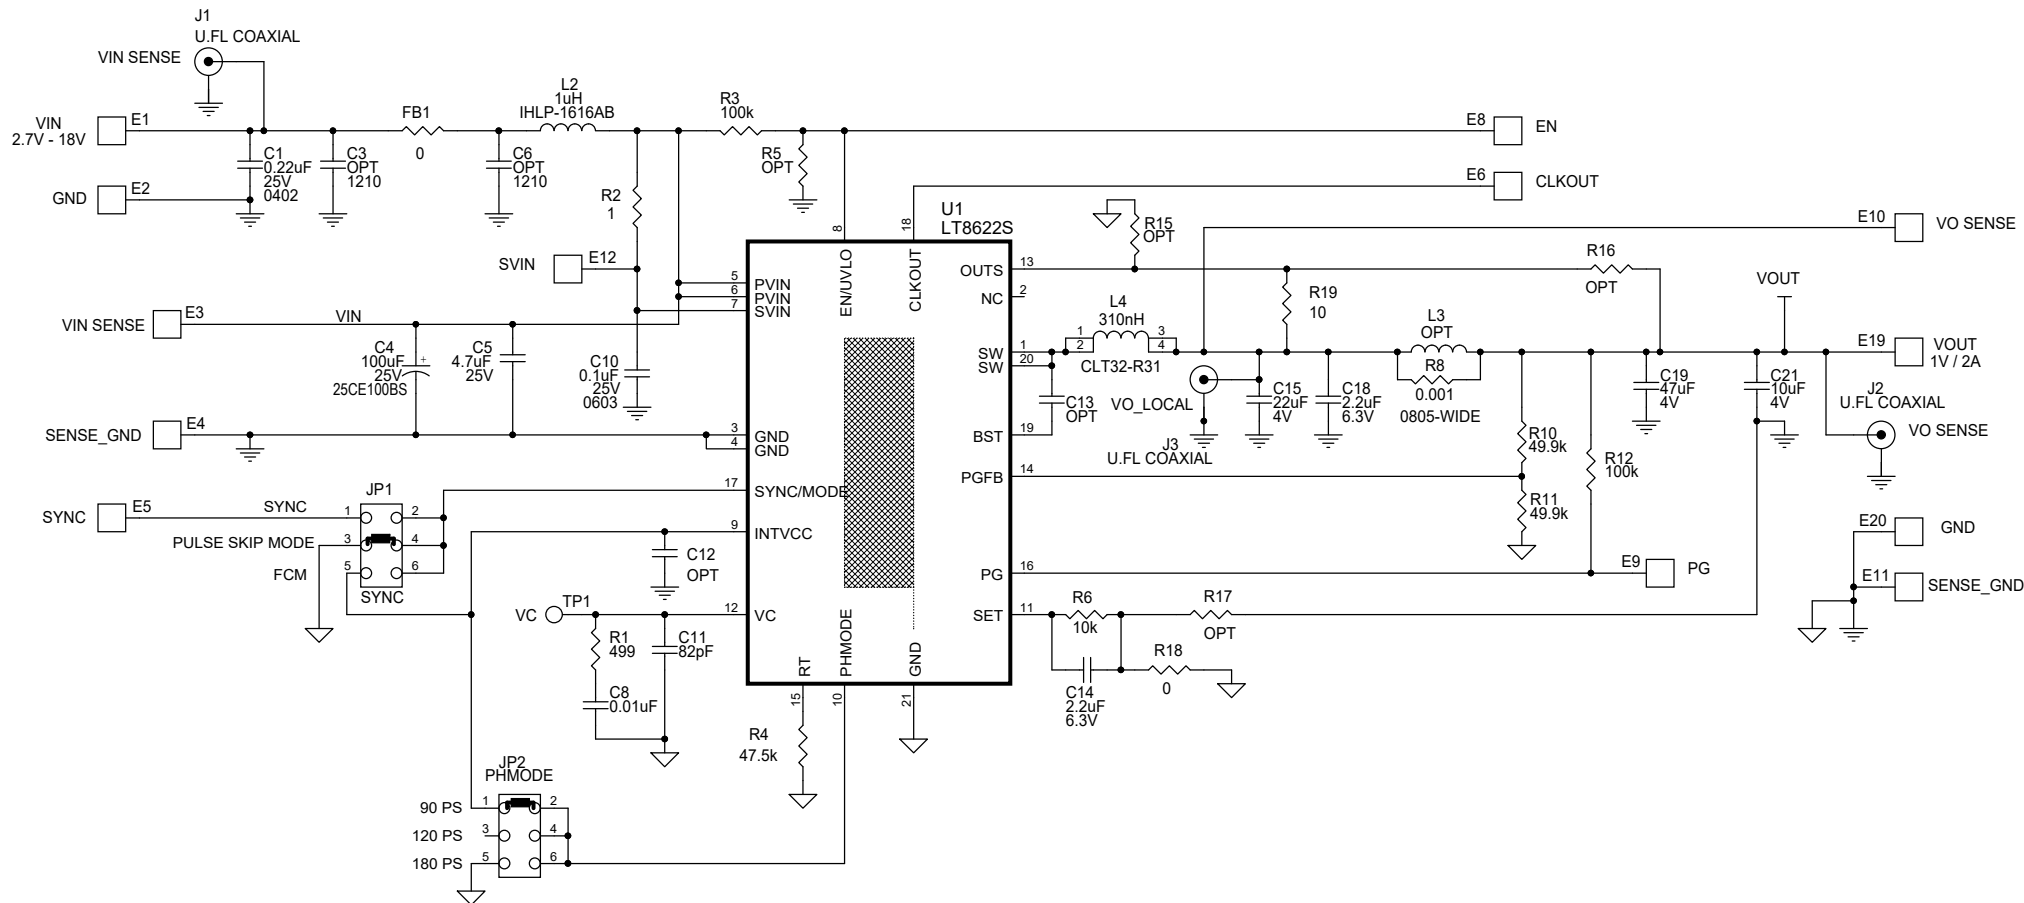 J1
U.FL COAXIAL
VIN SENSE
VIN
2.7V - 18V
E1
GND
E2
C1
0.22uF
25V
0402
C3
OPT
1210
FB1
0
C6
OPT
1210
L2
1uH
IHLP-1616AB
R3
100k
R5
OPT
R2
1
E8
EN
E6
CLKOUT
E10
VO SENSE
SVIN
E12
VIN SENSE
E3
VIN
C4
100uF
25V
25CE100BS
+
C5
4.7uF
25V
C10
0.1uF
25V
0603
SENSE_GND
E4
SYNC
E5
SYNC
JP1
1
2
PULSE SKIP MODE
3
4
FCM
5
6
SYNC
C12
OPT
VC
TP1
R1
499
C11
82pF
C8
0.01uF
R4
47.5k
JP2
PHMODE
90 PS
1
2
120 PS
3
4
180 PS
5
6
U1
LT8622S
8
EN/UVLO
18
CLKOUT
5
PVIN
6
PVIN
7
SVIN
3
GND
4
GND
17
SYNC/MODE
9
INTVCC
12
VC
15
RT
10
PHMODE
21
GND
OUTS
13
NC
2
SW
1
SW
20
BST
19
PGFB
14
PG
16
SET
11
R15
OPT
R16
OPT
R19
10
L4
310nH
1
2
3
4
CLT32-R31
C13
OPT
VO_LOCAL
J3
U.FL COAXIAL
C15
22uF
4V
C18
2.2uF
6.3V
L3
OPT
R8
0.001
0805-WIDE
R10
49.9k
R11
49.9k
R12
100k
C19
47uF
4V
C21
10uF
4V
VOUT
E19
VOUT
1V / 2A
J2
U.FL COAXIAL
VO SENSE
E20
GND
E11
SENSE_GND
E9
PG
R6
10k
R17
OPT
C14
2.2uF
6.3V
R18
0